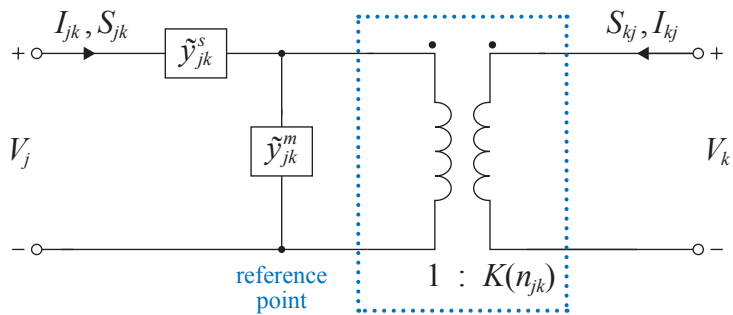 I_{jk}, S_{jk}
S_{kj}, I_{kj}
+
ỹ^s_{jk}
+
ỹ^m_{jk}
V_j
V_k
−
−
reference
point
1 : K(n_{jk})